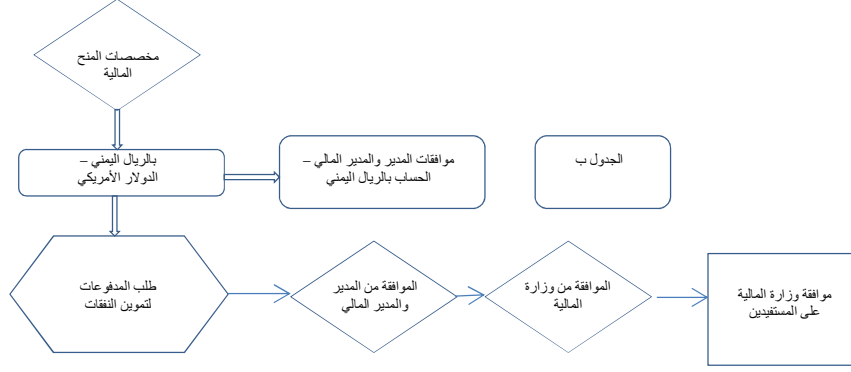 مخصصات المنح
المالية
بالريال اليمني –
الدولار الأمريكي
موافقات المدير والمدير المالي –
الحساب بالريال اليمني
الجدول ب
طلب المدفوعات
لتموين النفقات
الموافقة من المدير
والمدير المالي
الموافقة من وزارة
المالية
موافقة وزارة المالية
على المستفيدين